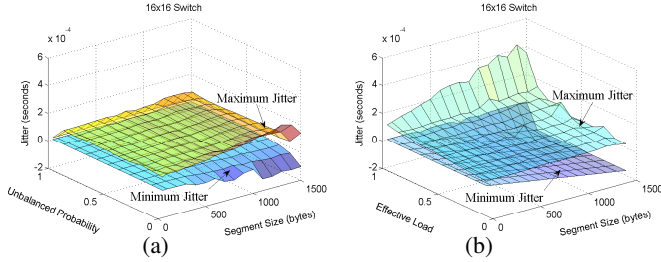 16x16 Switch
x 10⁻⁴
6
4
2
0
-2
Jitter (seconds)
1
0.5
0
Unbalanced Probability
0
500
1000
1500
Segment Size (bytes)
Maximum Jitter
Minimum Jitter
(a)
16x16 Switch
x 10⁻⁴
6
4
2
0
-2
Jitter (seconds)
1
0.5
0
Effective Load
0
500
1000
1500
Segment Size (bytes)
Maximum Jitter
Minimum Jitter
(b)